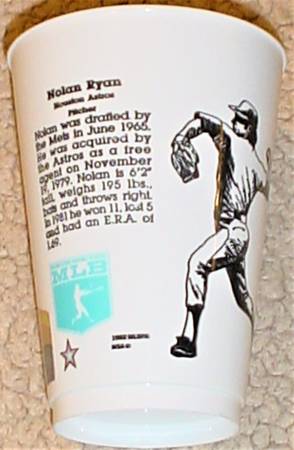 Nolan Ryan
Houston Astros
Pitcher
Nolan was drafted by
the Mets in June 1965.
He was acquired by
the Astros as a free
agent on November
19, 1979. Nolan is 6'2"
tall, weighs 195 lbs.,
bats and throws right.
In 1981 he won 11, lost 5
and had an E.R.A. of
1.69.
MLB